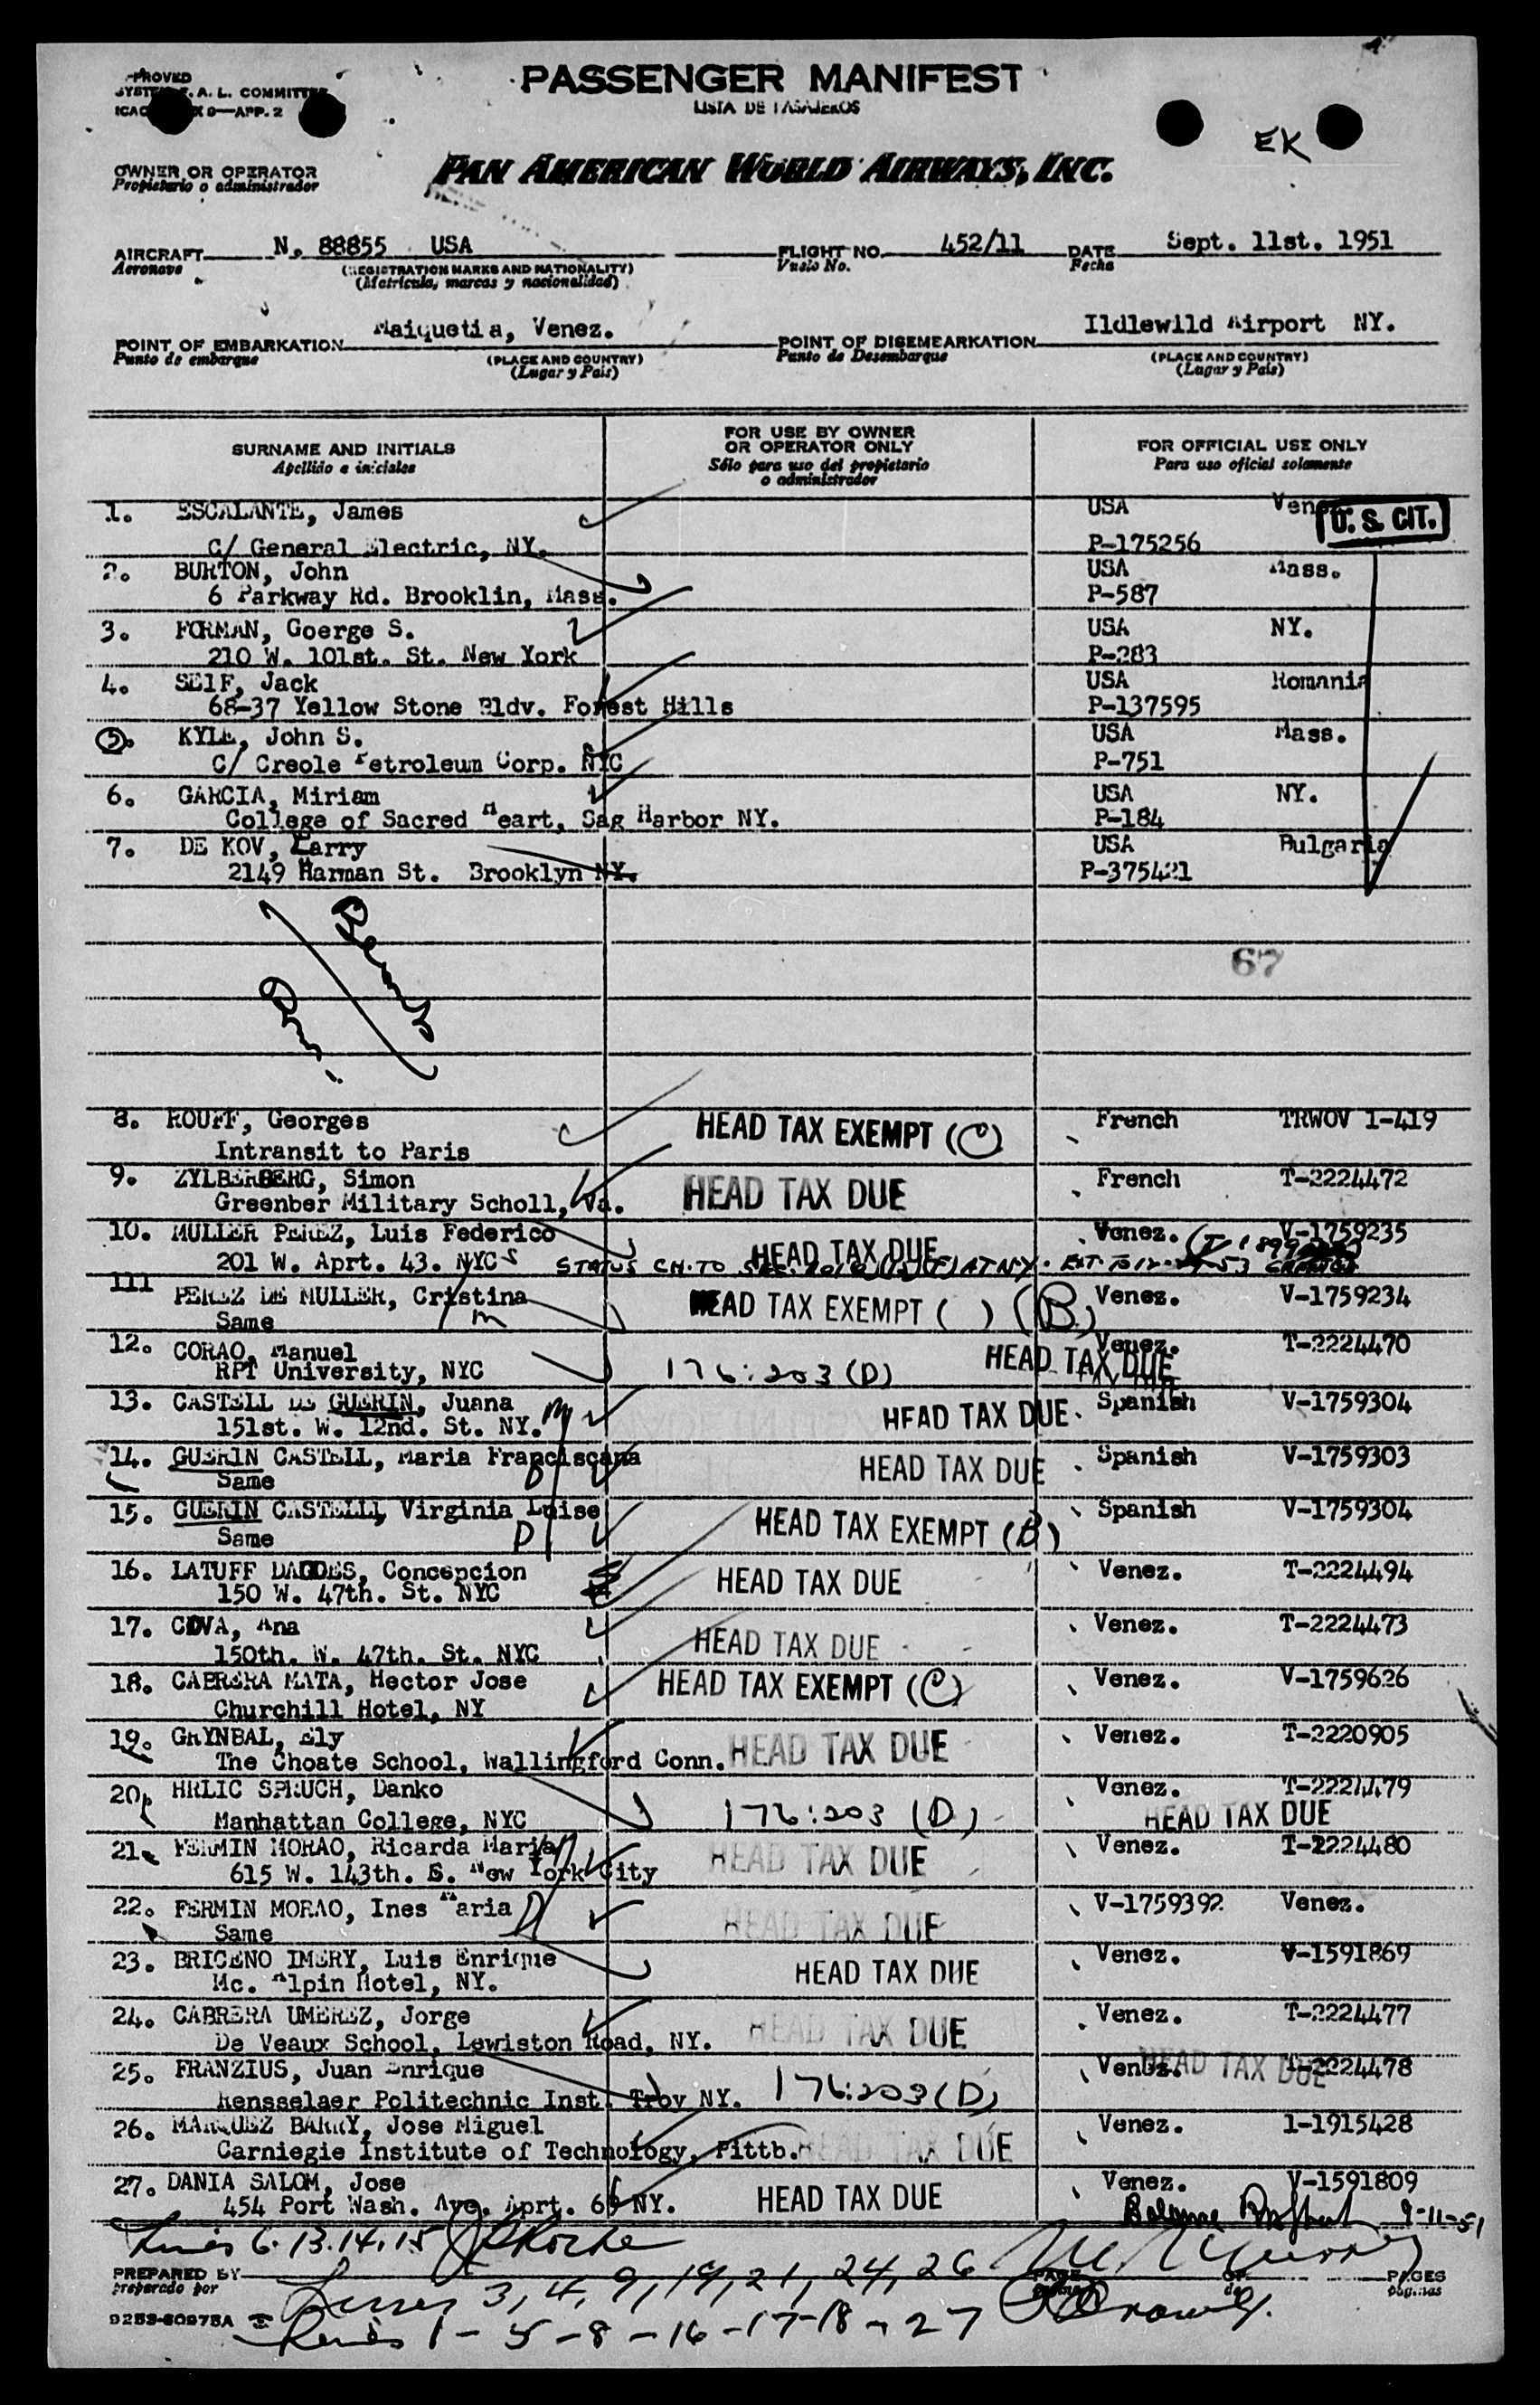 PASSENGER MANIFEST
LISTA DE PASAJEROS
EK
OWNER OR OPERATOR
Propietario o administrador
PAN AMERICAN WORLD AIRWAYS, INC.
AIRCRAFT N. 88855 USA FLIGHT NO. 452/11 DATE Sept. 11st. 1951
Aeronave (REGISTRATION MARKS AND NATIONALITY) Vuelo No. Fecha
(Matricula, marcas y nacionalidad)
POINT OF EMBARKATION Maiquetia, Venez. POINT OF DISEMBARKATION Ildlewild Airport NY.
Punto de embarque (PLACE AND COUNTRY) Punto de Desembarque (PLACE AND COUNTRY)
(Lugar y Pais) (Lugar y Pais)
SURNAME AND INITIALS FOR USE BY OWNER OR OPERATOR ONLY FOR OFFICIAL USE ONLY
Apellido e iniciales Sólo para uso del propietario o administrador Para uso oficial solamente
1. ESCALANTE, James USA U. S. CIT.
C/ General Electric, NY. P-175256
2. BURTON, John USA Mass.
6 Parkway Rd. Brooklin, Mass. P-587
3. FORMAN, Goerge S. USA NY.
210 W. 101st. St. New York P-283
4. SEIF, Jack USA Romania
68-37 Yellow Stone Bldv. Forest Hills P-137595
5. KYLE, John S. USA Mass.
C/ Creole Petroleum Corp. NYC P-751
6. GARCIA, Miriam USA NY.
College of Sacred Heart, Sag Harbor NY. P-184
7. DE KOV, Larry USA Bulgaria
2149 Harman St. Brooklyn NY. P-375421
67
8. ROUFF, Georges HEAD TAX EXEMPT (C) French TRWOV 1-419
Intransit to Paris
9. ZYLBERBERG, Simon HEAD TAX DUE French T-2224472
Greenber Military Scholl, Va.
10. MULLER PEREZ, Luis Federico HEAD TAX DUE Venez. V-1759235
201 W. Aprt. 43. NYC STATUS CH. TO
111 PEREZ DE MULLER, Cristina HEAD TAX EXEMPT ( ) (B) Venez. V-1759234
Same
12. CORAO, Manuel 176:203 (D) HEAD TAX DUE Venez. T-2224470
RPI University, NYC
13. CASTELL DE GUERIN, Juana HEAD TAX DUE Spanish V-1759304
151st. W. 12nd. St. NY.
14. GUERIN CASTELL, Maria Franciscana HEAD TAX DUE Spanish V-1759303
Same
15. GUERIN CASTELL, Virginia Luise HEAD TAX EXEMPT (B) Spanish V-1759304
Same
16. LATUFF DAGDES, Concepcion HEAD TAX DUE Venez. T-2224494
150 W. 47th. St. NYC
17. COVA, Ana HEAD TAX DUE Venez. T-2224473
150th. W. 47th. St. NYC
18. CABRERA MATA, Hector Jose HEAD TAX EXEMPT (C) Venez. V-1759626
Churchill Hotel, NY
19. GRYNBAL, Ely HEAD TAX DUE Venez. T-2220905
The Choate School, Wallingford Conn.
20. HRLIC SPRUCH, Danko 176:203 (D) Venez. T-2224479
Manhattan College, NYC HEAD TAX DUE
21. FERMIN MORAO, Ricarda Maria HEAD TAX DUE Venez. T-2224480
615 W. 143th. S. New York City
22. FERMIN MORAO, Ines Maria HEAD TAX DUE V-1759392 Venez.
Same
23. BRICENO IMERY, Luis Enrique HEAD TAX DUE Venez. V-1591869
Mc. Alpin Hotel, NY.
24. CABRERA UMEREZ, Jorge HEAD TAX DUE Venez. T-2224477
De Veaux School, Lewiston Road, NY.
25. FRANZIUS, Juan Enrique 176:203 (D) Venez. HEAD TAX DUE T-2224478
Rensselaer Politechnic Inst. Troy NY.
26. MARQUEZ BARRY, Jose Miguel HEAD TAX DUE Venez. 1-1915428
Carniegie Institute of Technology, Pittb.
27. DANIA SALOM, Jose HEAD TAX DUE Venez. V-1591809
454 Port Wash. Ave. Aprt. 69 NY. 9-11-51
Lines 6. 13. 14. 15
PREPARED BY 3, 4, 9, 19, 21, 24, 26 PAGE OF PAGES
preparado por páginas
9253-60975A Lines 1 - 5 - 8 - 16 - 17 - 18 - 27